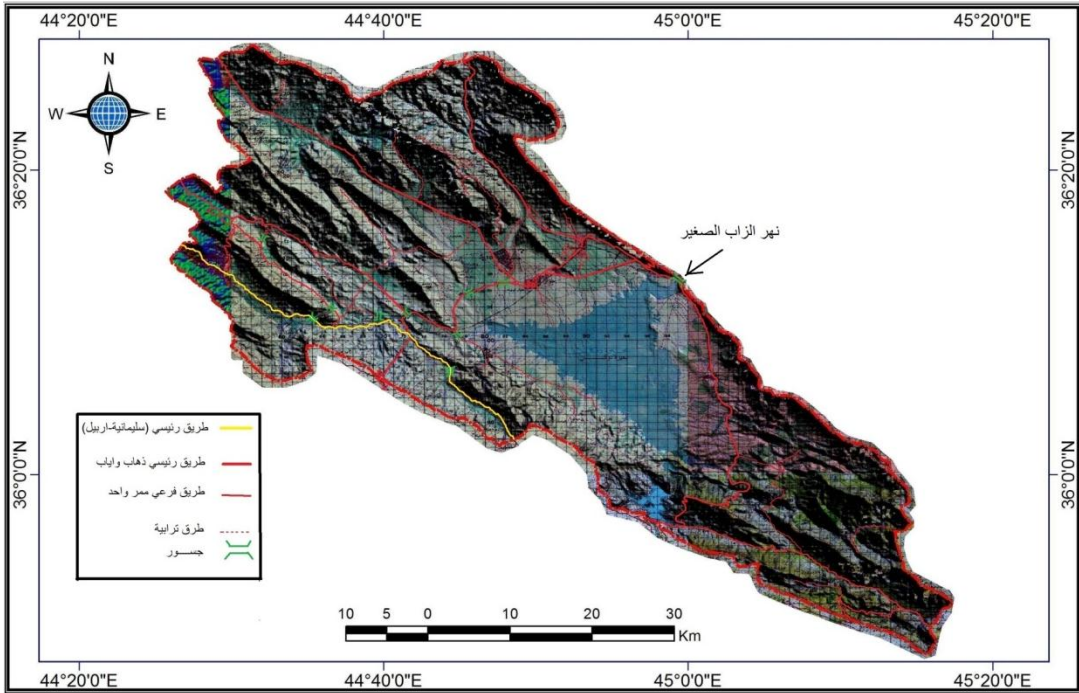 44°20'0"E 44°40'0"E 45°0'0"E 45°20'0"E
N
W E
S
36°20'0"N 36°20'0"N
نهر الزاب الصغير
36°0'0"N 36°0'0"N
طريق رئيسي (سليمانية-اربيل)
طريق رئيسي ذهاب واياب
طريق فرعي ممر واحد
طرق ترابية
جســـور
10 5 0 10 20 30
Km
44°20'0"E 44°40'0"E 45°0'0"E 45°20'0"E